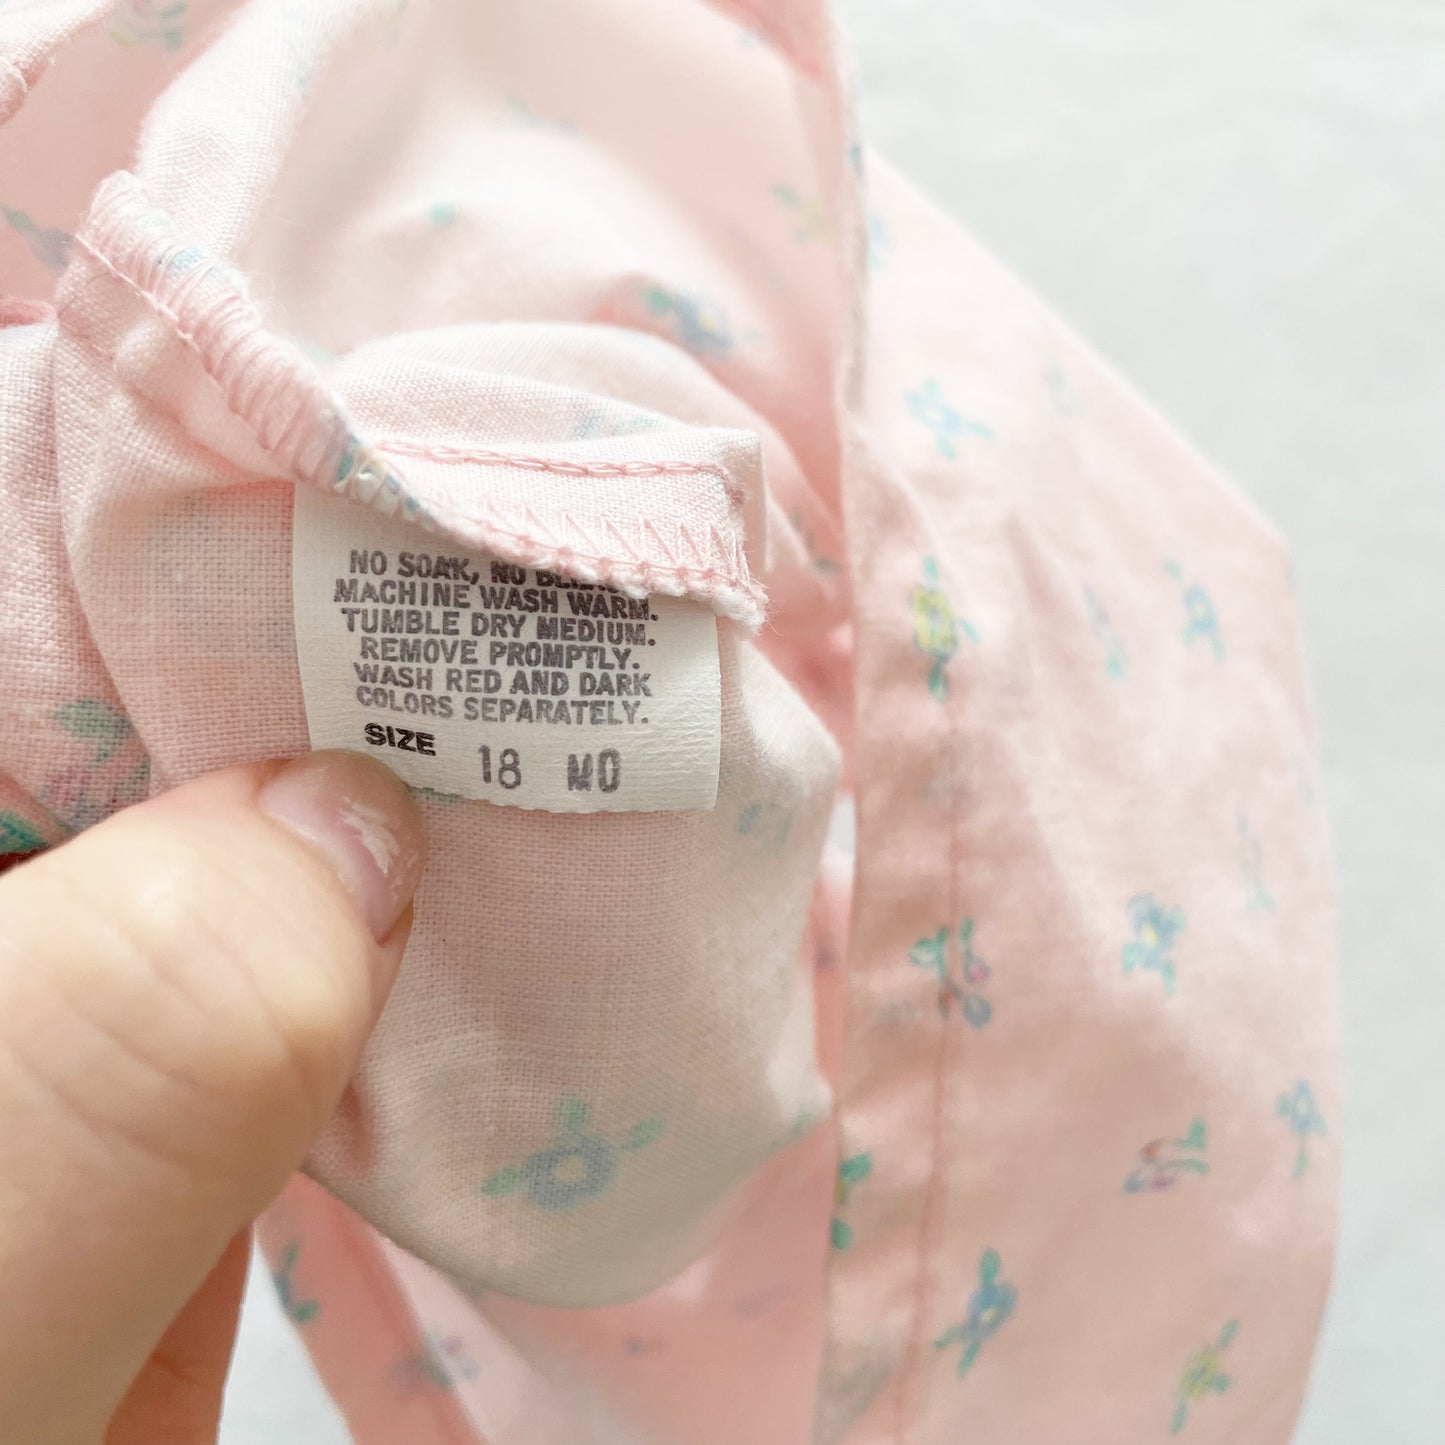 NO SOAK, NO
MACHINE WASH WARM.
TUMBLE DRY MEDIUM.
REMOVE PROMPTLY.
WASH RED AND DARK
COLORS SEPARATELY.
SIZE 18 MO